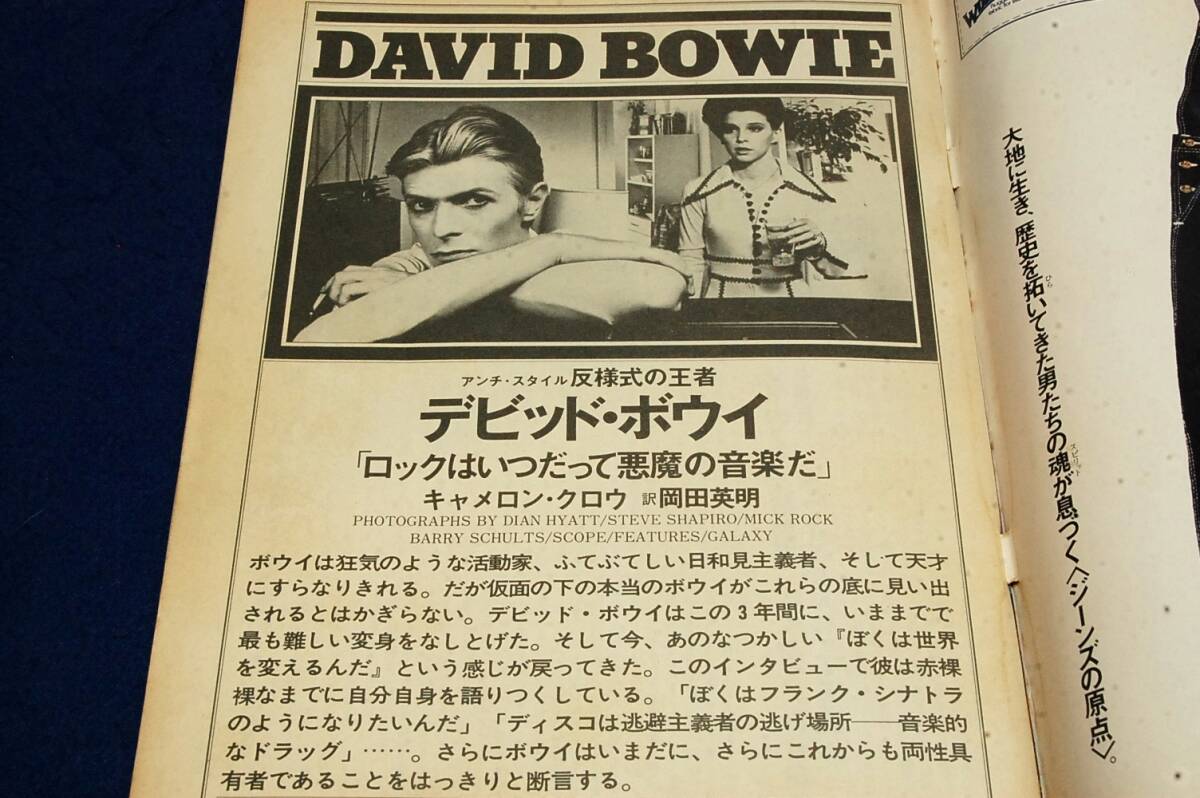 DAVID BOWIE
アンチ・スタイル 反様式の王者
デビッド・ボウイ
「ロックはいつだって悪魔の音楽だ」
キャメロン・クロウ 訳 岡田英明
PHOTOGRAPHS BY DIAN HYATT/STEVE SHAPIRO/MICK ROCK
BARRY SCHULTS/SCOPE/FEATURES/GALAXY
ボウイは狂気のような活動家、ふてぶてしい日和見主義者、そして天才
にすらなりきれる。だが仮面の下の本当のボウイがこれらの底に見い出
されるとはかぎらない。デビッド・ボウイはこの3年間に、いままでで
最も難しい変身をなしとげた。そして今、あのなつかしい『ぼくは世界
を変えるんだ』という感じが戻ってきた。このインタビューで彼は赤裸
裸なまでに自分自身を語りつくしている。「ぼくはフランク・シナトラ
のようになりたいんだ」「ディスコは逃避主義者の逃げ場所──音楽的
なドラッグ」……。さらにボウイはいまだに、さらにこれからも両性具
有者であることをはっきりと断言する。
大地に生き、歴史を拓いてきた男たちの魂が息づく〈ジーンズの原点〉。
ひら
スピリット